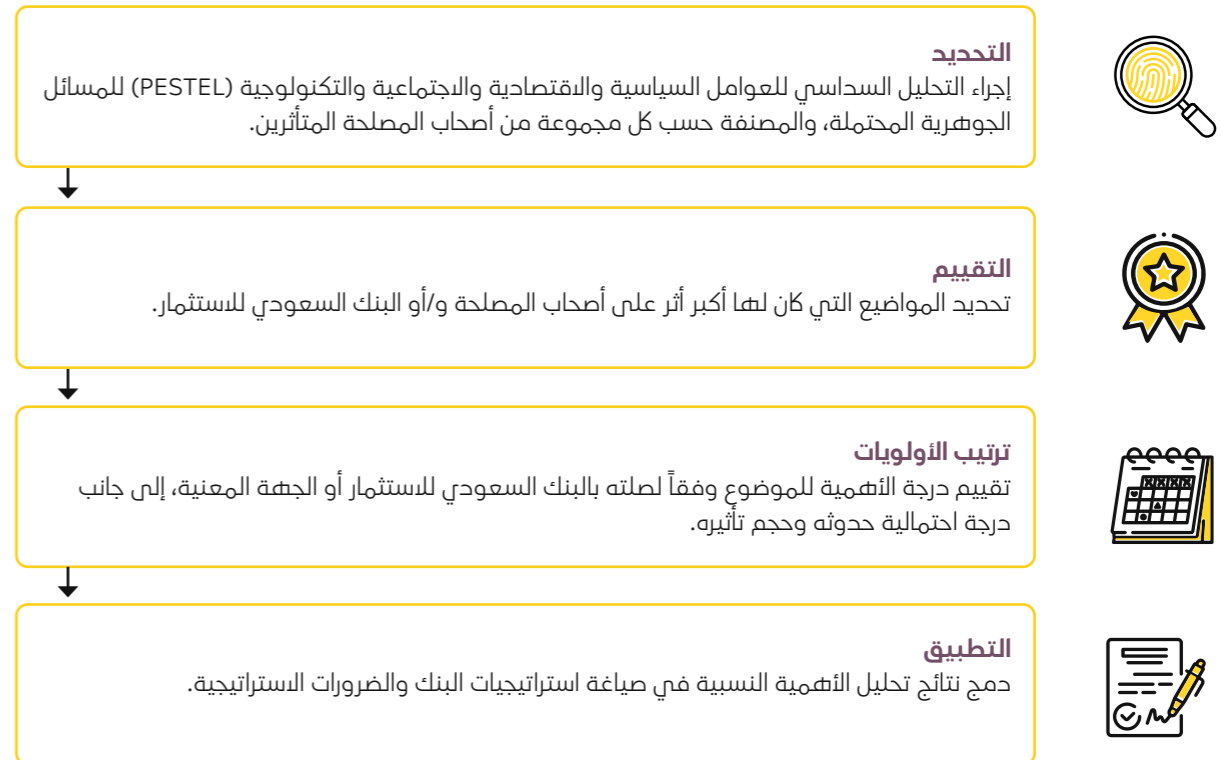 التحديد
إجراء التحليل السداسي للعوامل السياسية والاقتصادية والاجتماعية والتكنولوجية (PESTEL) للمسائل
الجوهرية المحتملة، والمصنفة حسب كل مجموعة من أصحاب المصلحة المتأثرين.
التقييم
تحديد المواضيع التي كان لها أكبر أثر على أصحاب المصلحة و/أو البنك السعودي للاستثمار.
ترتيب الأولويات
تقييم درجة الأهمية للموضوع وفقاً لصلته بالبنك السعودي للاستثمار أو الجهة المعنية، إلى جانب
درجة احتمالية حدوثه وحجم تأثيره.
التطبيق
دمج نتائج تحليل الأهمية النسبية في صياغة استراتيجيات البنك والضرورات الاستراتيجية.